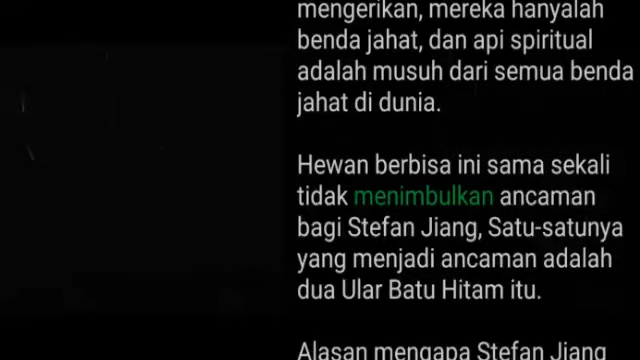 mengerikan, mereka hanyalah
benda jahat, dan api spiritual
adalah musuh dari semua benda
jahat di dunia.
Hewan berbisa ini sama sekali
tidak menimbulkan ancaman
bagi Stefan Jiang, Satu-satunya
yang menjadi ancaman adalah
dua Ular Batu Hitam itu.
Alasan mengapa Stefan Jiang